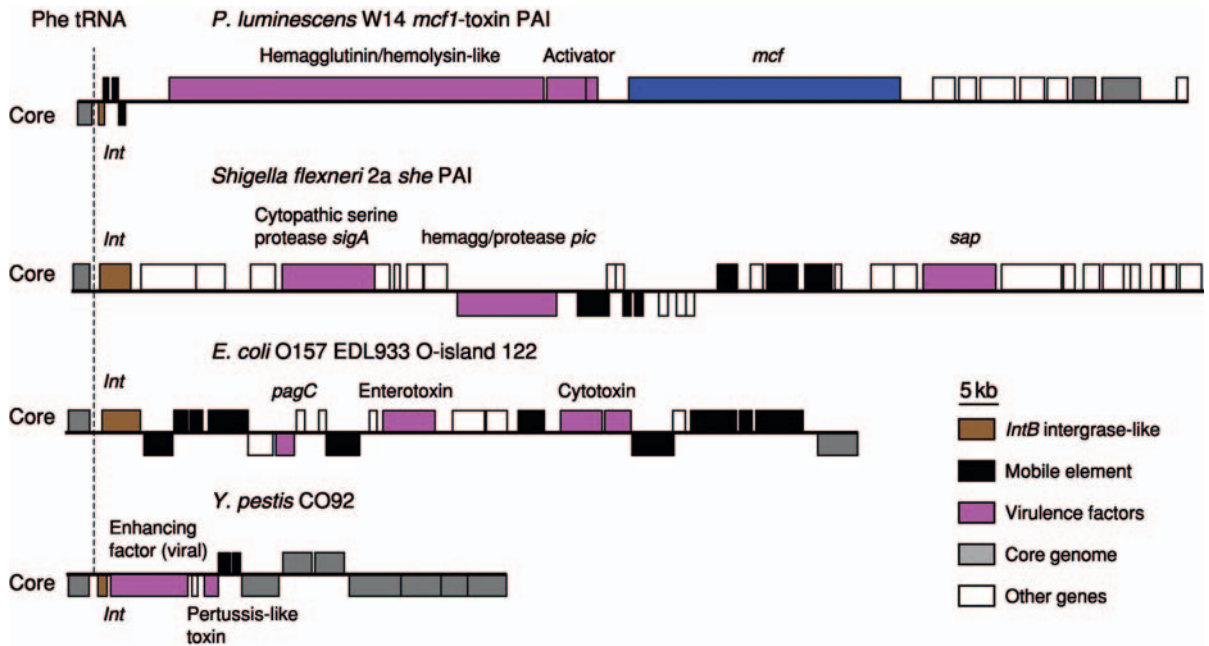 Phe tRNA
P. luminescens W14 mcf1-toxin PAI
Hemagglutinin/hemolysin-like
Activator
mcf
Core
Int
Shigella flexneri 2a she PAI
Cytopathic serine
protease sigA
Int
hemagg/protease pic
sap
Core
E. coli O157 EDL933 O-island 122
Int
pagC
Enterotoxin
Cytotoxin
Core
Y. pestis CO92
Enhancing
factor (viral)
Core
Int
Pertussis-like
toxin
5 kb
IntB intergrase-like
Mobile element
Virulence factors
Core genome
Other genes